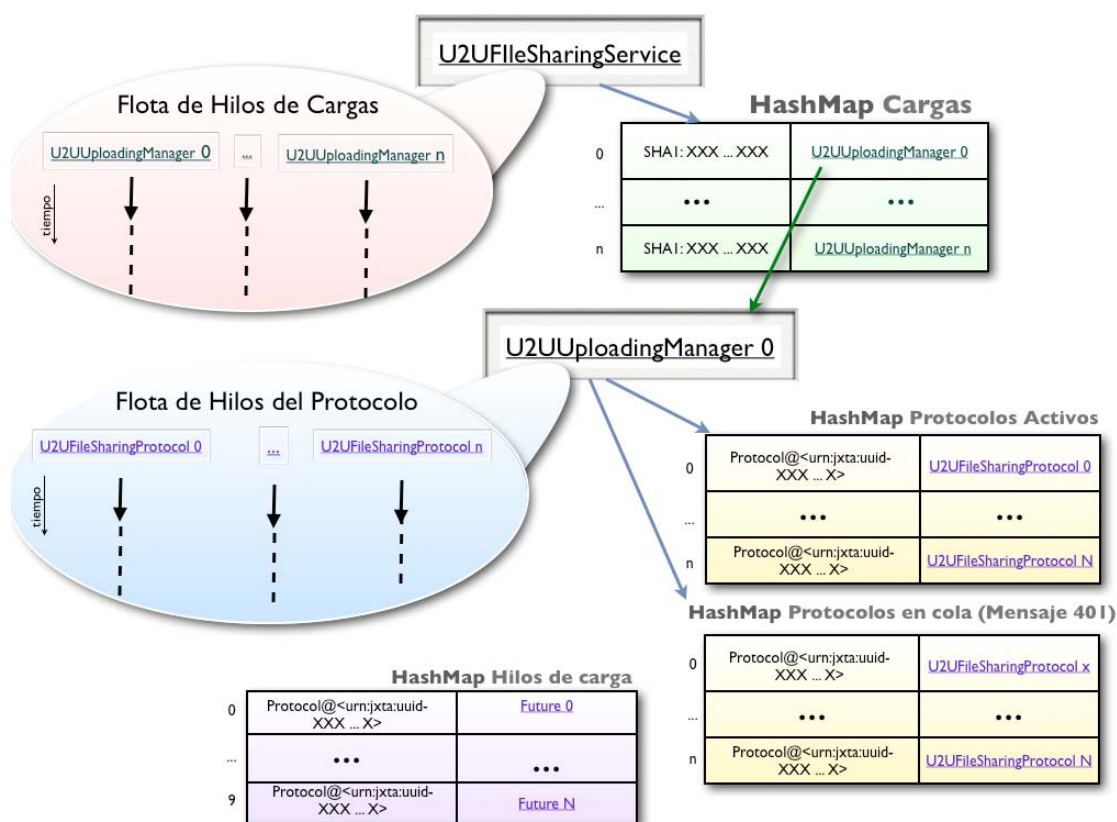 U2UFIleSharingService
Flota de Hilos de Cargas
U2UUploadingManager 0
...
U2UUploadingManager n
tiempo
HashMap Cargas
0
SHA1: XXX ... XXX
U2UUploadingManager 0
...
•••
•••
n
SHA1: XXX ... XXX
U2UUploadingManager n
U2UUploadingManager 0
Flota de Hilos del Protocolo
U2UFileSharingProtocol 0
...
U2UFileSharingProtocol n
tiempo
HashMap Protocolos Activos
0
Protocol@<urn:jxta:uuid-
XXX ... X>
U2UFileSharingProtocol 0
...
•••
•••
n
Protocol@<urn:jxta:uuid-
XXX ... X>
U2UFileSharingProtocol N
HashMap Protocolos en cola (Mensaje 401)
0
Protocol@<urn:jxta:uuid-
XXX ... X>
U2UFileSharingProtocol x
...
•••
•••
n
Protocol@<urn:jxta:uuid-
XXX ... X>
U2UFileSharingProtocol N
HashMap Hilos de carga
0
Protocol@<urn:jxta:uuid-
XXX ... X>
Future 0
...
•••
•••
9
Protocol@<urn:jxta:uuid-
XXX ... X>
Future N